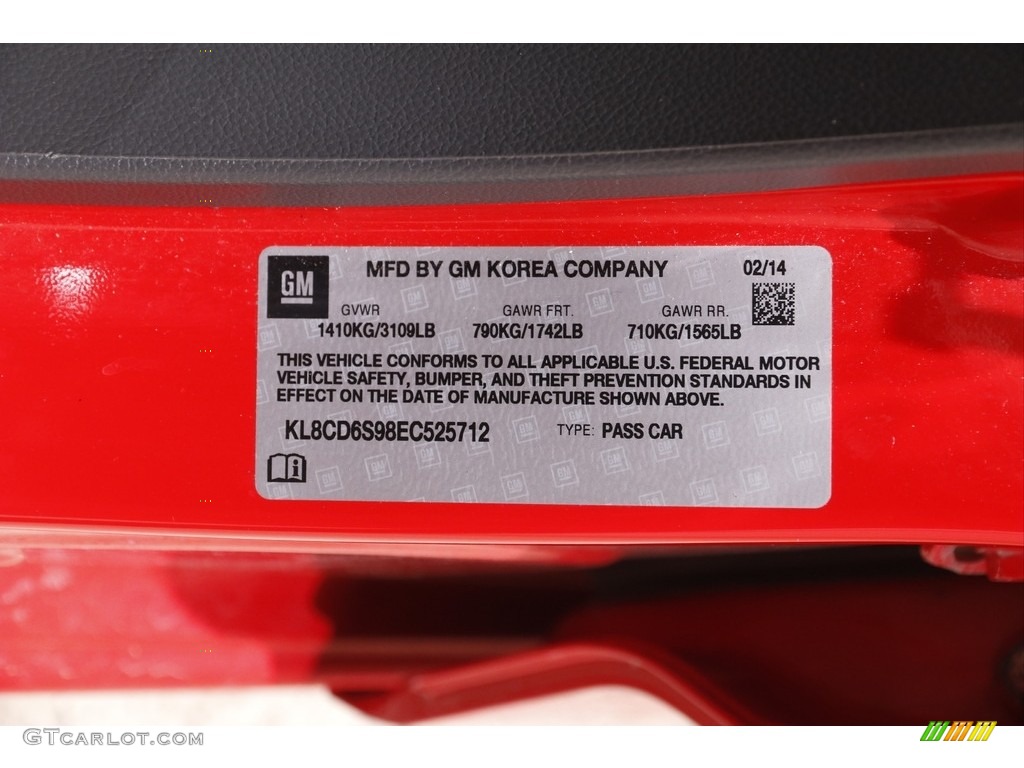 GM MFD BY GM KOREA COMPANY 02/14
GVWR GAWR FRT. GAWR RR.
1410KG/3109LB 790KG/1742LB 710KG/1565LB
THIS VEHICLE CONFORMS TO ALL APPLICABLE U.S. FEDERAL MOTOR
VEHICLE SAFETY, BUMPER, AND THEFT PREVENTION STANDARDS IN
EFFECT ON THE DATE OF MANUFACTURE SHOWN ABOVE.
KL8CD6S98EC525712 TYPE: PASS CAR
GTCARLOT.COM